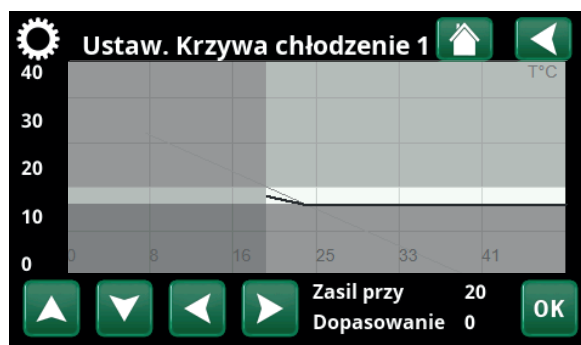 Ustaw. Krzywa chłodzenie 1
40
T°C
30
20
10
0
0 8 16 25 33 41
Zasil przy 20
Dopasowanie 0
OK